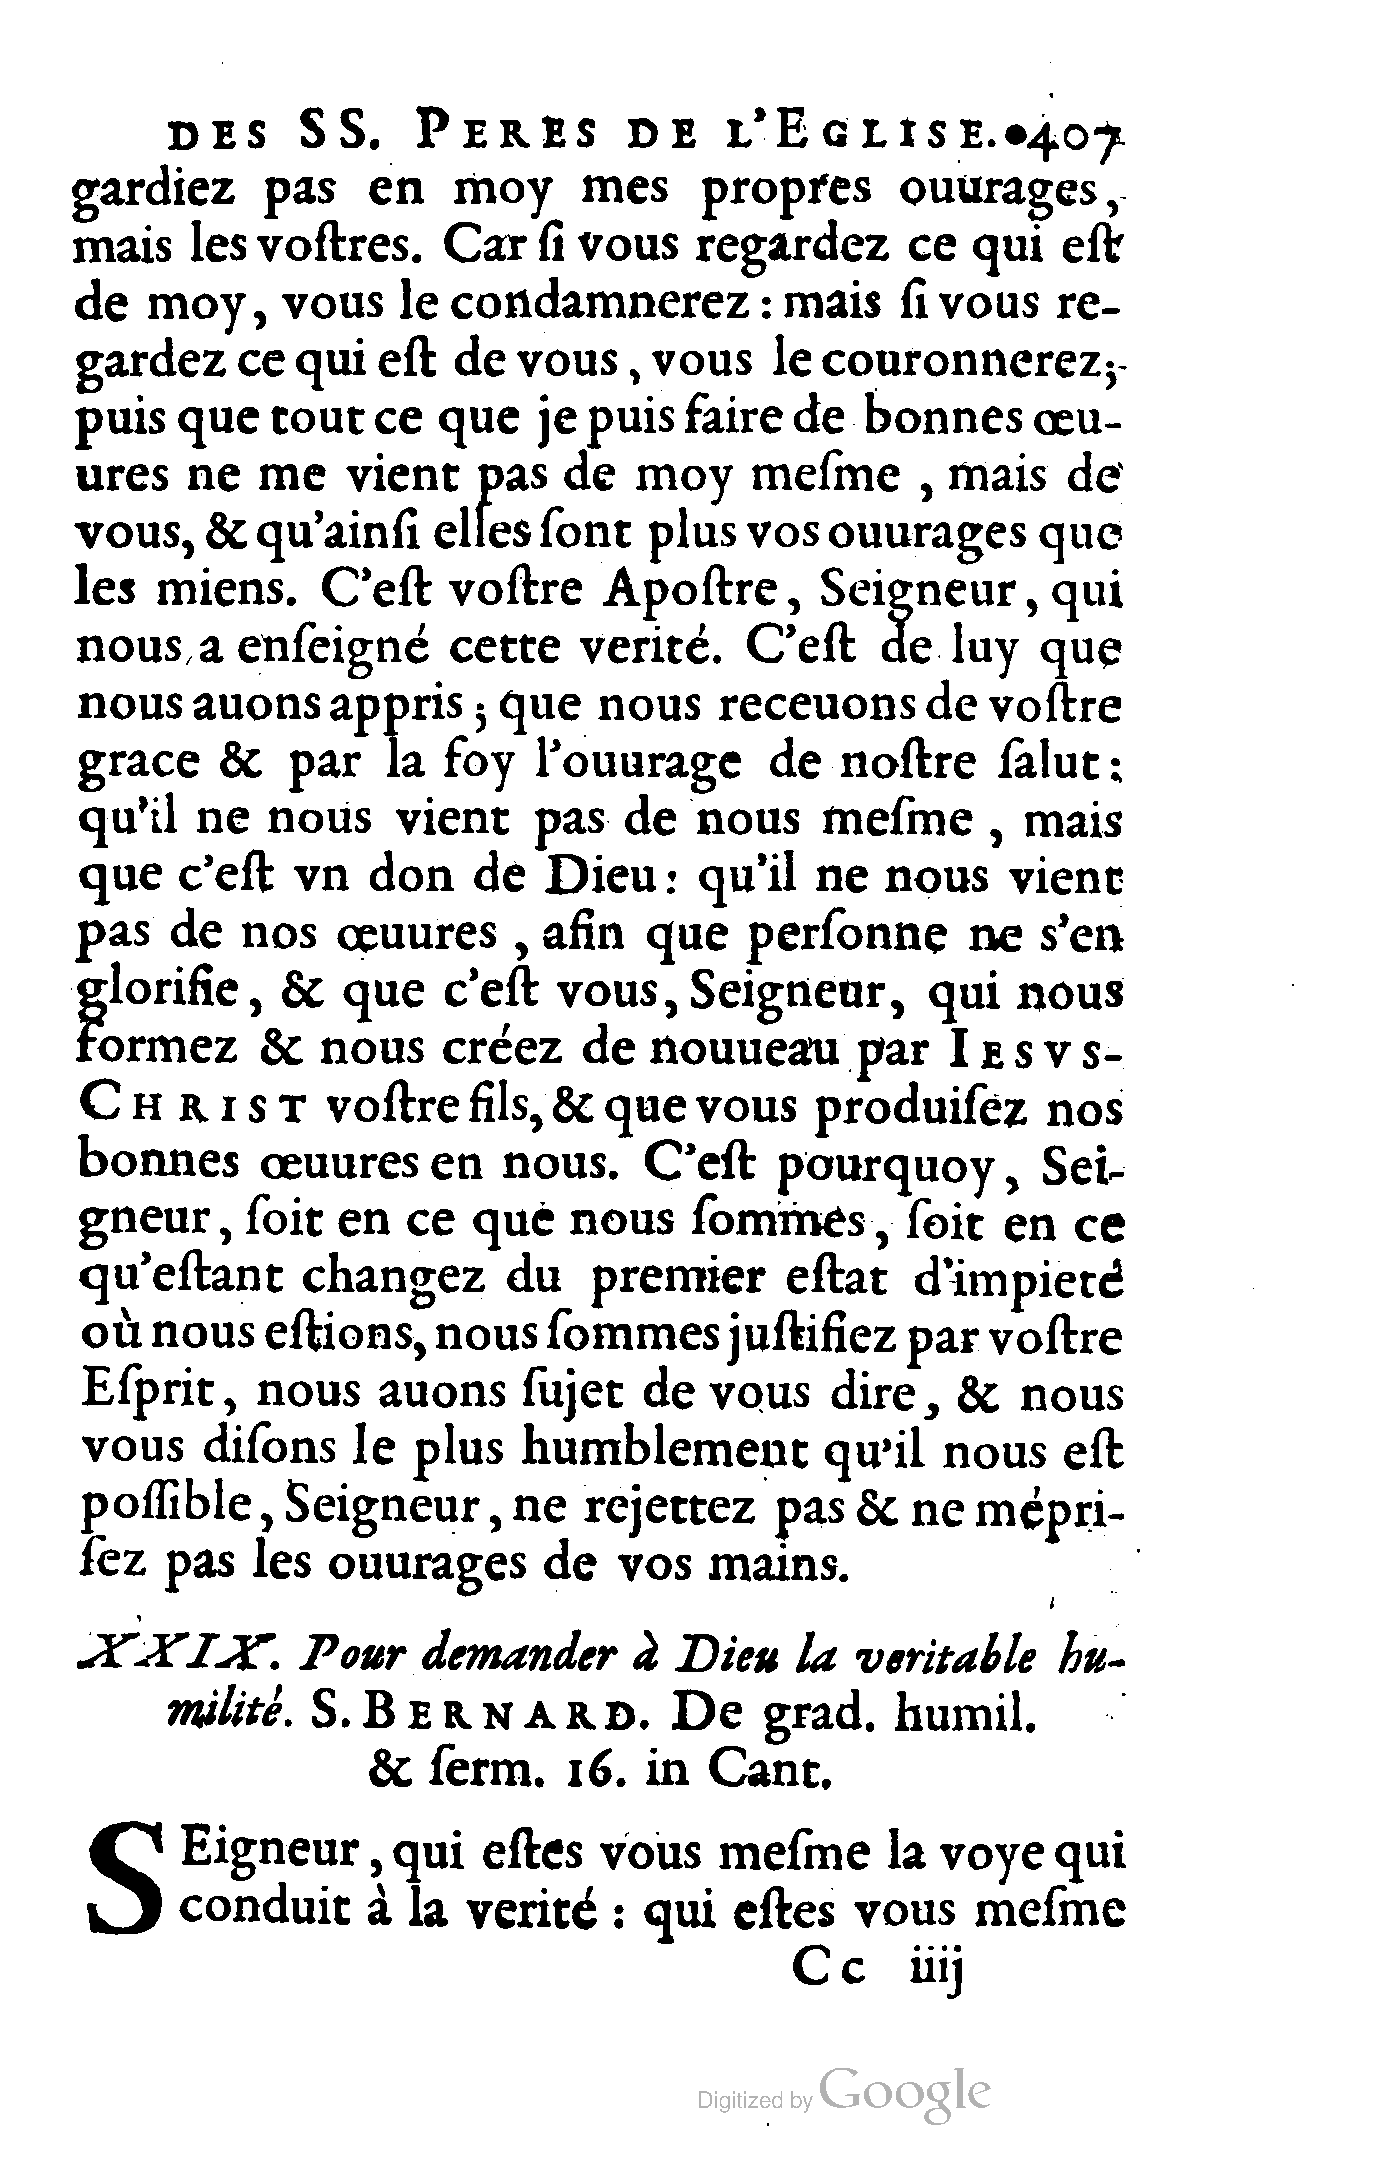 DES SS. PERES DE L'EGLISE. 407
gardiez pas en moy mes propres ouurages,
mais les voſtres. Car ſi vous regardez ce qui eſt
de moy, vous le condamnerez : mais ſi vous re-
gardez ce qui eſt de vous, vous le couronnerez;
puis que tout ce que je puis faire de bonnes œu-
ures ne me vient pas de moy meſme, mais de
vous, & qu'ainſi elles ſont plus vos ouurages que
les miens. C'eſt voſtre Apoſtre, Seigneur, qui
nous a enſeigné cette verité. C'eſt de luy que
nous auons appris; que nous receuons de voſtre
grace & par la foy l'ouurage de noſtre ſalut :
qu'il ne nous vient pas de nous meſme, mais
que c'eſt vn don de Dieu : qu'il ne nous vient
pas de nos œuures, afin que perſonne ne s'en
glorifie, & que c'eſt vous, Seigneur, qui nous
formez & nous créez de nouueau par IESVS-
CHRIST voſtre fils, & que vous produiſez nos
bonnes œuures en nous. C'eſt pourquoy, Sei-
gneur, ſoit en ce que nous ſommes, ſoit en ce
qu'eſtant changez du premier eſtat d'impieté
où nous eſtions, nous ſommes juſtifiez par voſtre
Eſprit, nous auons ſujet de vous dire, & nous
vous diſons le plus humblement qu'il nous eſt
poſſible, Seigneur, ne rejettez pas & ne mépri-
ſez pas les ouurages de vos mains.
XXIX. Pour demander à Dieu la veritable hu-
milité. S. BERNARD. De grad. humil.
& ſerm. 16. in Cant.
SEigneur, qui eſtes vous meſme la voye qui
conduit à la verité : qui eſtes vous meſme
Cc iiij
Digitized by Google